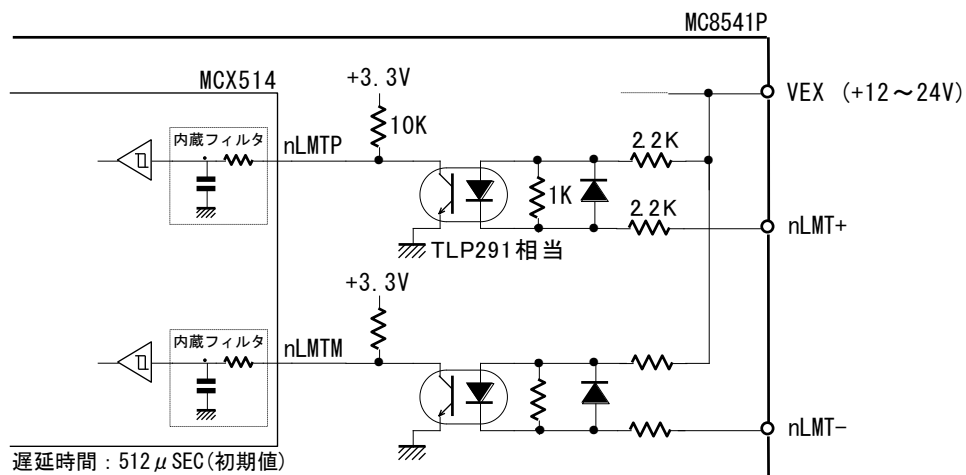 MC8541P
MCX514
+3.3V
VEX (+12～24V)
10K
内蔵フィルタ
nLMTP
2.2K
1K
2.2K
nLMT+
TLP291相当
+3.3V
内蔵フィルタ
nLMTM
nLMT−
遅延時間：512μSEC(初期値)